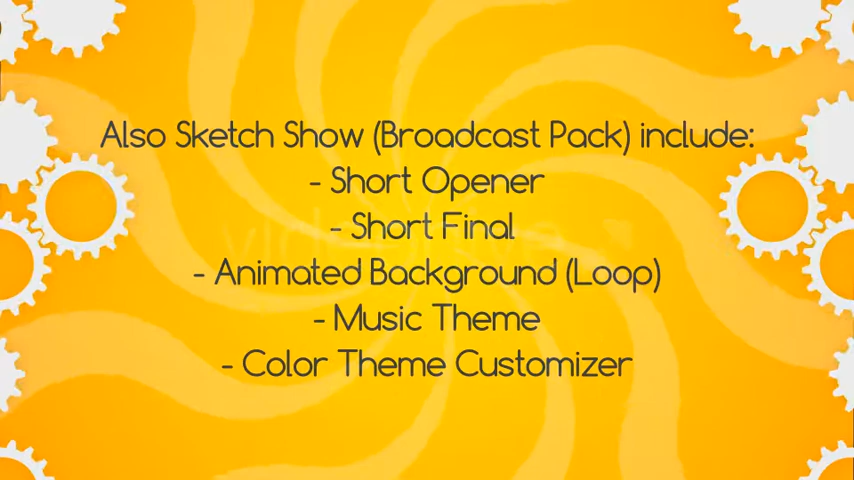 Also Sketch Show (Broadcast Pack) include:
- Short Opener
- Short Final
- Animated Background (Loop)
- Music Theme
- Color Theme Customizer